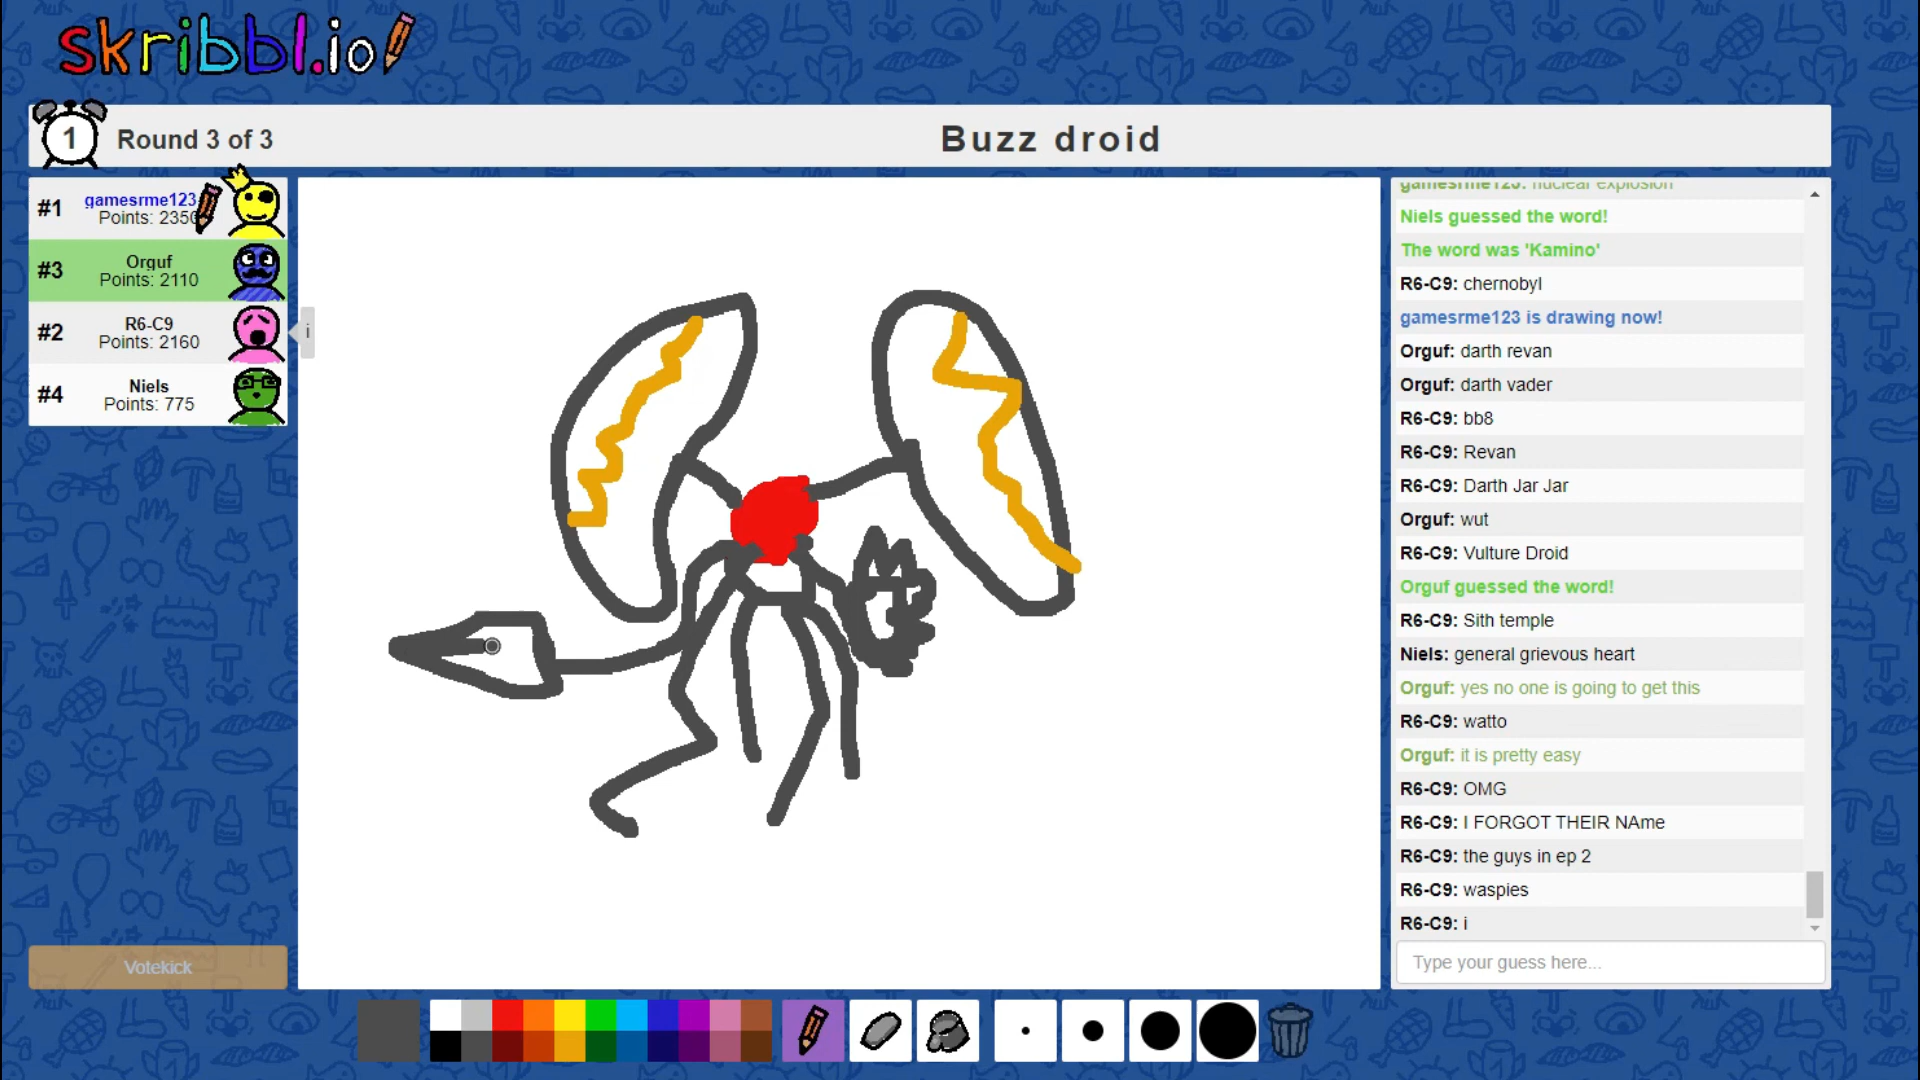 skribbl.io
1
Round 3 of 3
Buzz droid
#1
gamesrme123
Points: 2350
#3
Orguf
Points: 2110
#2
R6-C9
Points: 2160
#4
Niels
Points: 775
i
Votekick
gamesrme123: nuclear explosion
Niels guessed the word!
The word was 'Kamino'
R6-C9: chernobyl
gamesrme123 is drawing now!
Orguf: darth revan
Orguf: darth vader
R6-C9: bb8
R6-C9: Revan
R6-C9: Darth Jar Jar
Orguf: wut
R6-C9: Vulture Droid
Orguf guessed the word!
R6-C9: Sith temple
Niels: general grievous heart
Orguf: yes no one is going to get this
R6-C9: watto
Orguf: it is pretty easy
R6-C9: OMG
R6-C9: I FORGOT THEIR NAme
R6-C9: the guys in ep 2
R6-C9: waspies
R6-C9: i
Type your guess here...